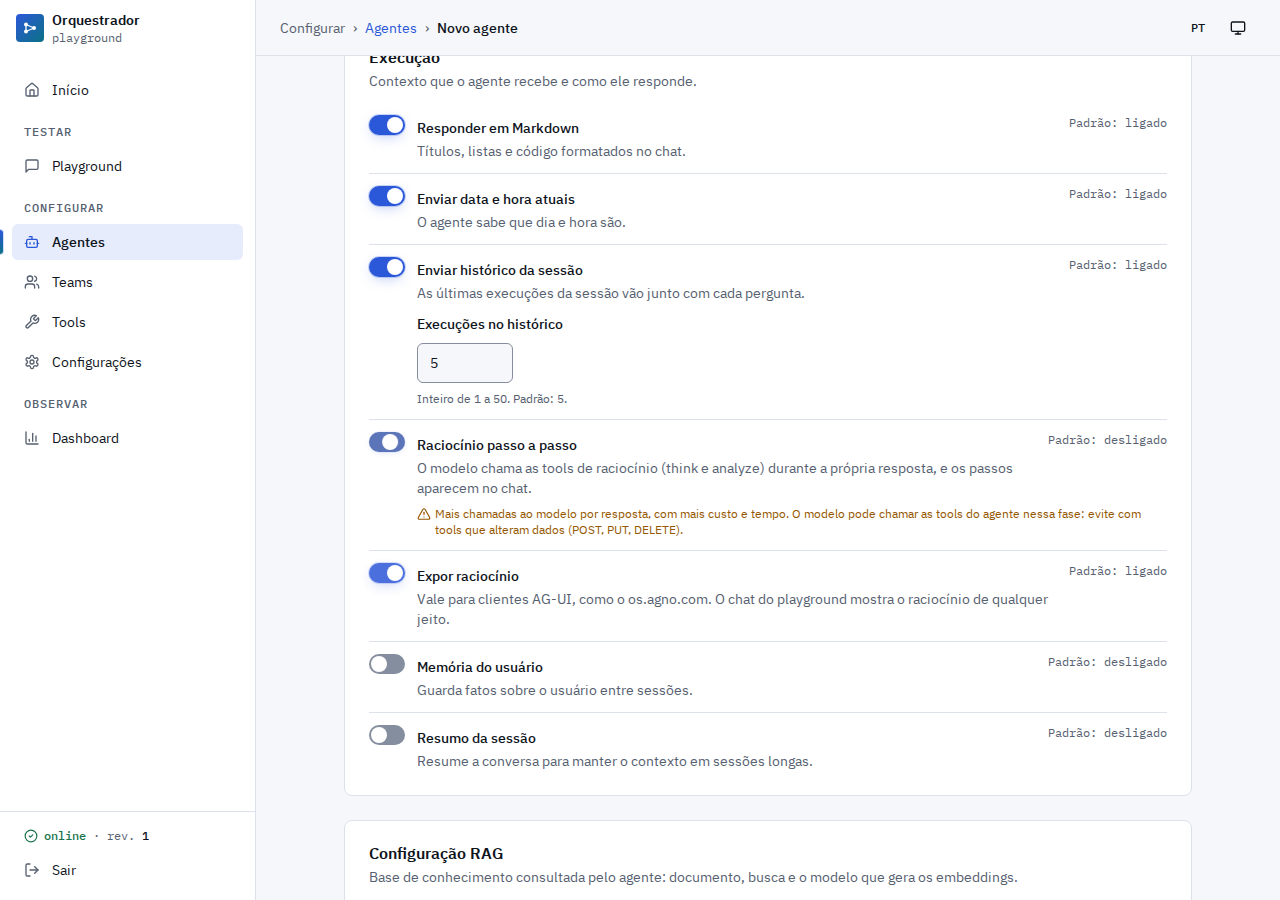 Orquestrador
playground
Início
TESTAR
Playground
CONFIGURAR
Agentes
Teams
Tools
Configurações
OBSERVAR
Dashboard
online · rev. 1
Sair
Configurar › Agentes › Novo agente
PT
Execução
Contexto que o agente recebe e como ele responde.
Responder em Markdown
Padrão: ligado
Títulos, listas e código formatados no chat.
Enviar data e hora atuais
Padrão: ligado
O agente sabe que dia e hora são.
Enviar histórico da sessão
Padrão: ligado
As últimas execuções da sessão vão junto com cada pergunta.
Execuções no histórico
5
Inteiro de 1 a 50. Padrão: 5.
Raciocínio passo a passo
Padrão: desligado
O modelo chama as tools de raciocínio (think e analyze) durante a própria resposta, e os passos
aparecem no chat.
Mais chamadas ao modelo por resposta, com mais custo e tempo. O modelo pode chamar as tools do agente nessa fase: evite com
tools que alteram dados (POST, PUT, DELETE).
Expor raciocínio
Padrão: ligado
Vale para clientes AG-UI, como o os.agno.com. O chat do playground mostra o raciocínio de qualquer
jeito.
Memória do usuário
Padrão: desligado
Guarda fatos sobre o usuário entre sessões.
Resumo da sessão
Padrão: desligado
Resume a conversa para manter o contexto em sessões longas.
Configuração RAG
Base de conhecimento consultada pelo agente: documento, busca e o modelo que gera os embeddings.